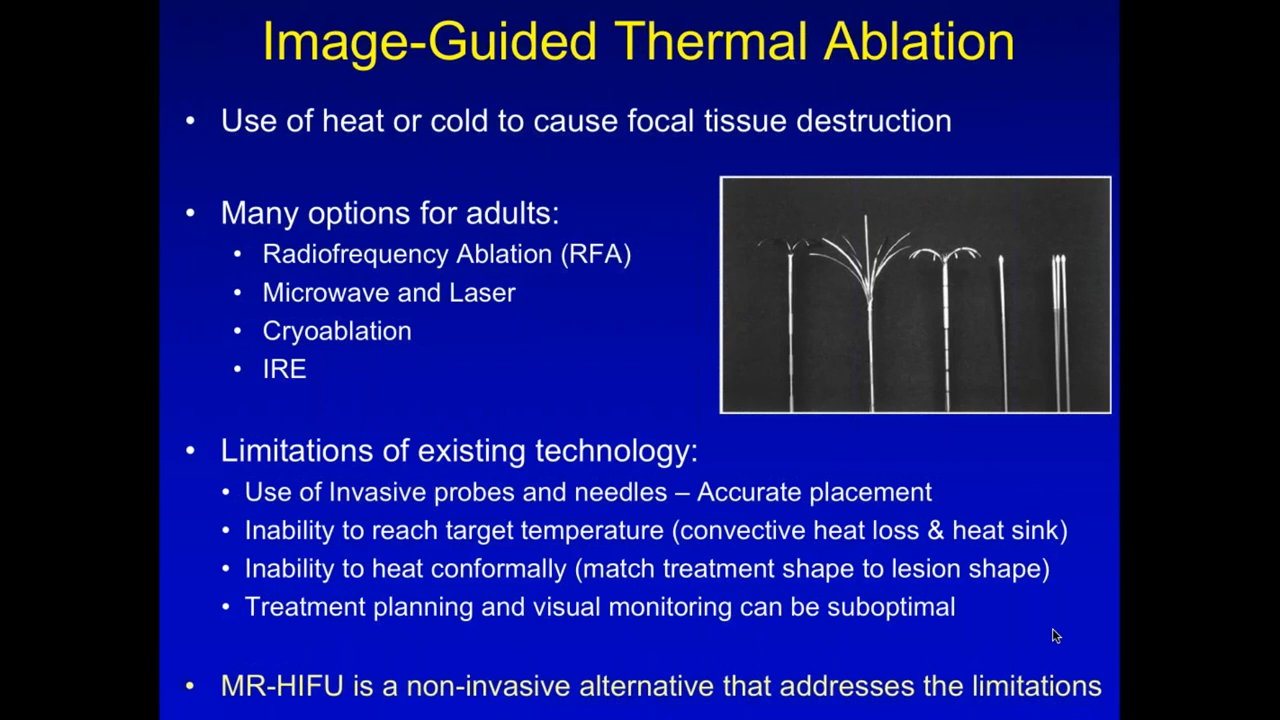 Image-Guided Thermal Ablation
• Use of heat or cold to cause focal tissue destruction
• Many options for adults:
• Radiofrequency Ablation (RFA)
• Microwave and Laser
• Cryoablation
• IRE
• Limitations of existing technology:
• Use of Invasive probes and needles – Accurate placement
• Inability to reach target temperature (convective heat loss & heat sink)
• Inability to heat conformally (match treatment shape to lesion shape)
• Treatment planning and visual monitoring can be suboptimal
• MR-HIFU is a non-invasive alternative that addresses the limitations